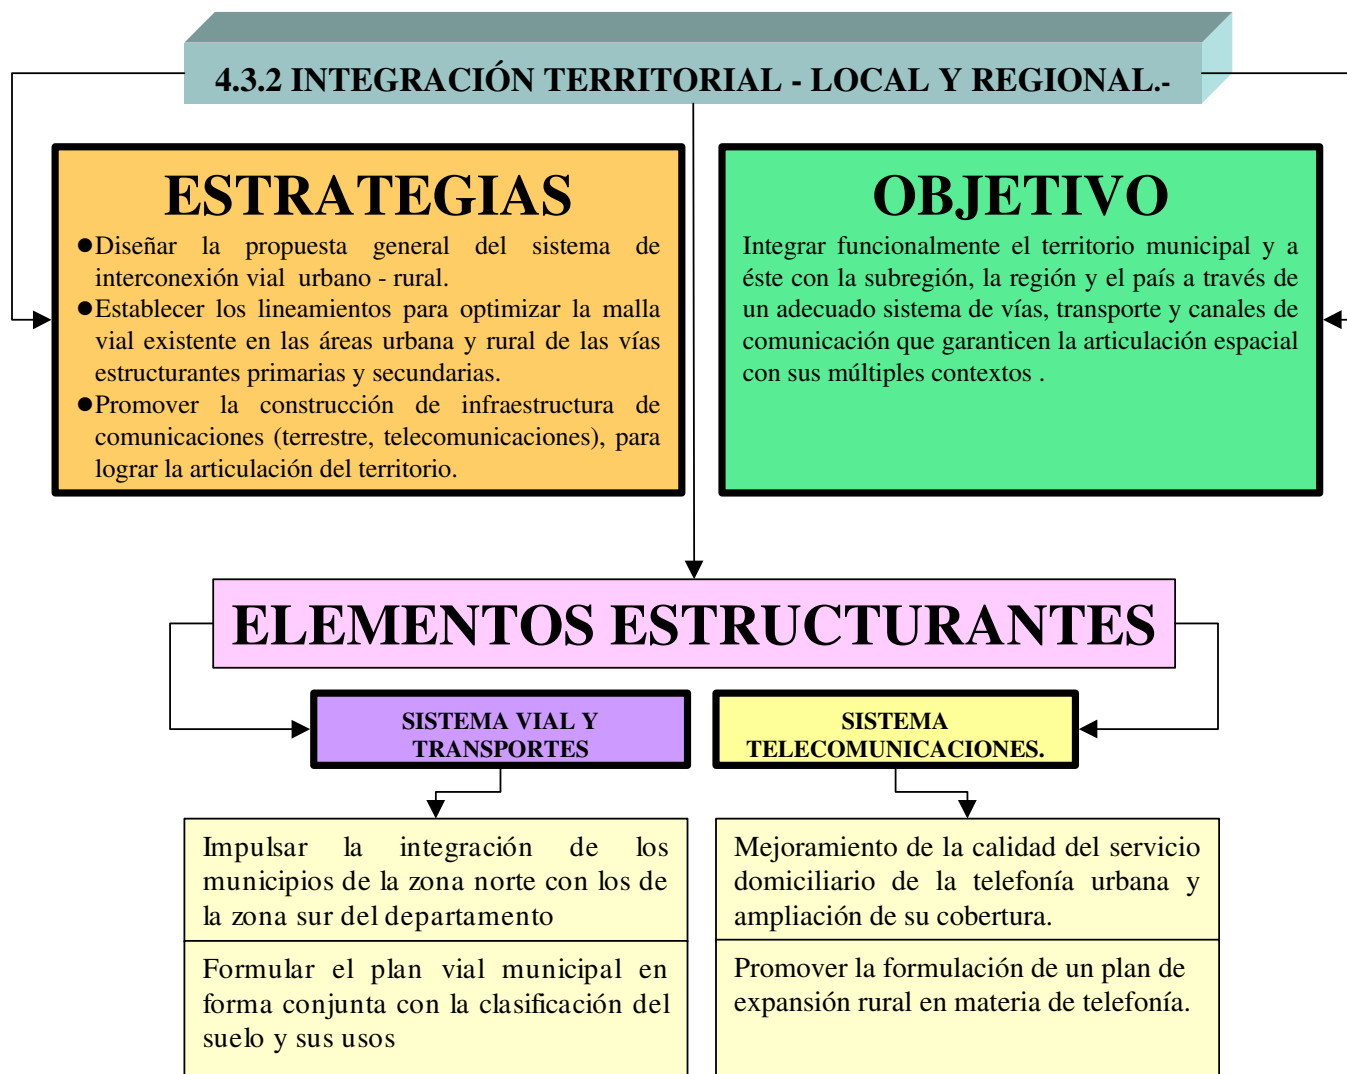 4.3.2 INTEGRACIÓN TERRITORIAL - LOCAL Y REGIONAL.-
ESTRATEGIAS
●Diseñar la propuesta general del sistema de
interconexión vial urbano - rural.
●Establecer los lineamientos para optimizar la malla
vial existente en las áreas urbana y rural de las vías
estructurantes primarias y secundarias.
●Promover la construcción de infraestructura de
comunicaciones (terrestre, telecomunicaciones), para
lograr la articulación del territorio.
OBJETIVO
Integrar funcionalmente el territorio municipal y a
éste con la subregión, la región y el país a través de
un adecuado sistema de vías, transporte y canales de
comunicación que garanticen la articulación espacial
con sus múltiples contextos .
ELEMENTOS ESTRUCTURANTES
SISTEMA VIAL Y
TRANSPORTES
SISTEMA
TELECOMUNICACIONES.
Impulsar la integración de los
municipios de la zona norte con los de
la zona sur del departamento
Formular el plan vial municipal en
forma conjunta con la clasificación del
suelo y sus usos
Mejoramiento de la calidad del servicio
domiciliario de la telefonía urbana y
ampliación de su cobertura.
Promover la formulación de un plan de
expansión rural en materia de telefonía.